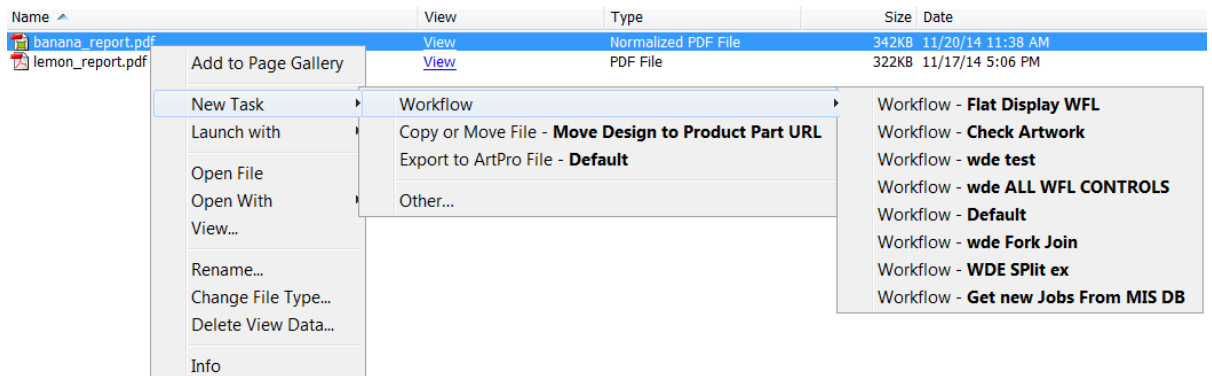 Name View Type Size Date
banana_report.pdf View Normalized PDF File 342KB 11/20/14 11:38 AM
lemon_report.pdf View PDF File 322KB 11/17/14 5:06 PM
Add to Page Gallery
New Task
Launch with
Open File
Open With
View...
Rename...
Change File Type...
Delete View Data...
Info
Workflow
Copy or Move File - Move Design to Product Part URL
Export to ArtPro File - Default
Other...
Workflow - Flat Display WFL
Workflow - Check Artwork
Workflow - wde test
Workflow - wde ALL WFL CONTROLS
Workflow - Default
Workflow - wde Fork Join
Workflow - WDE SPlit ex
Workflow - Get new Jobs From MIS DB